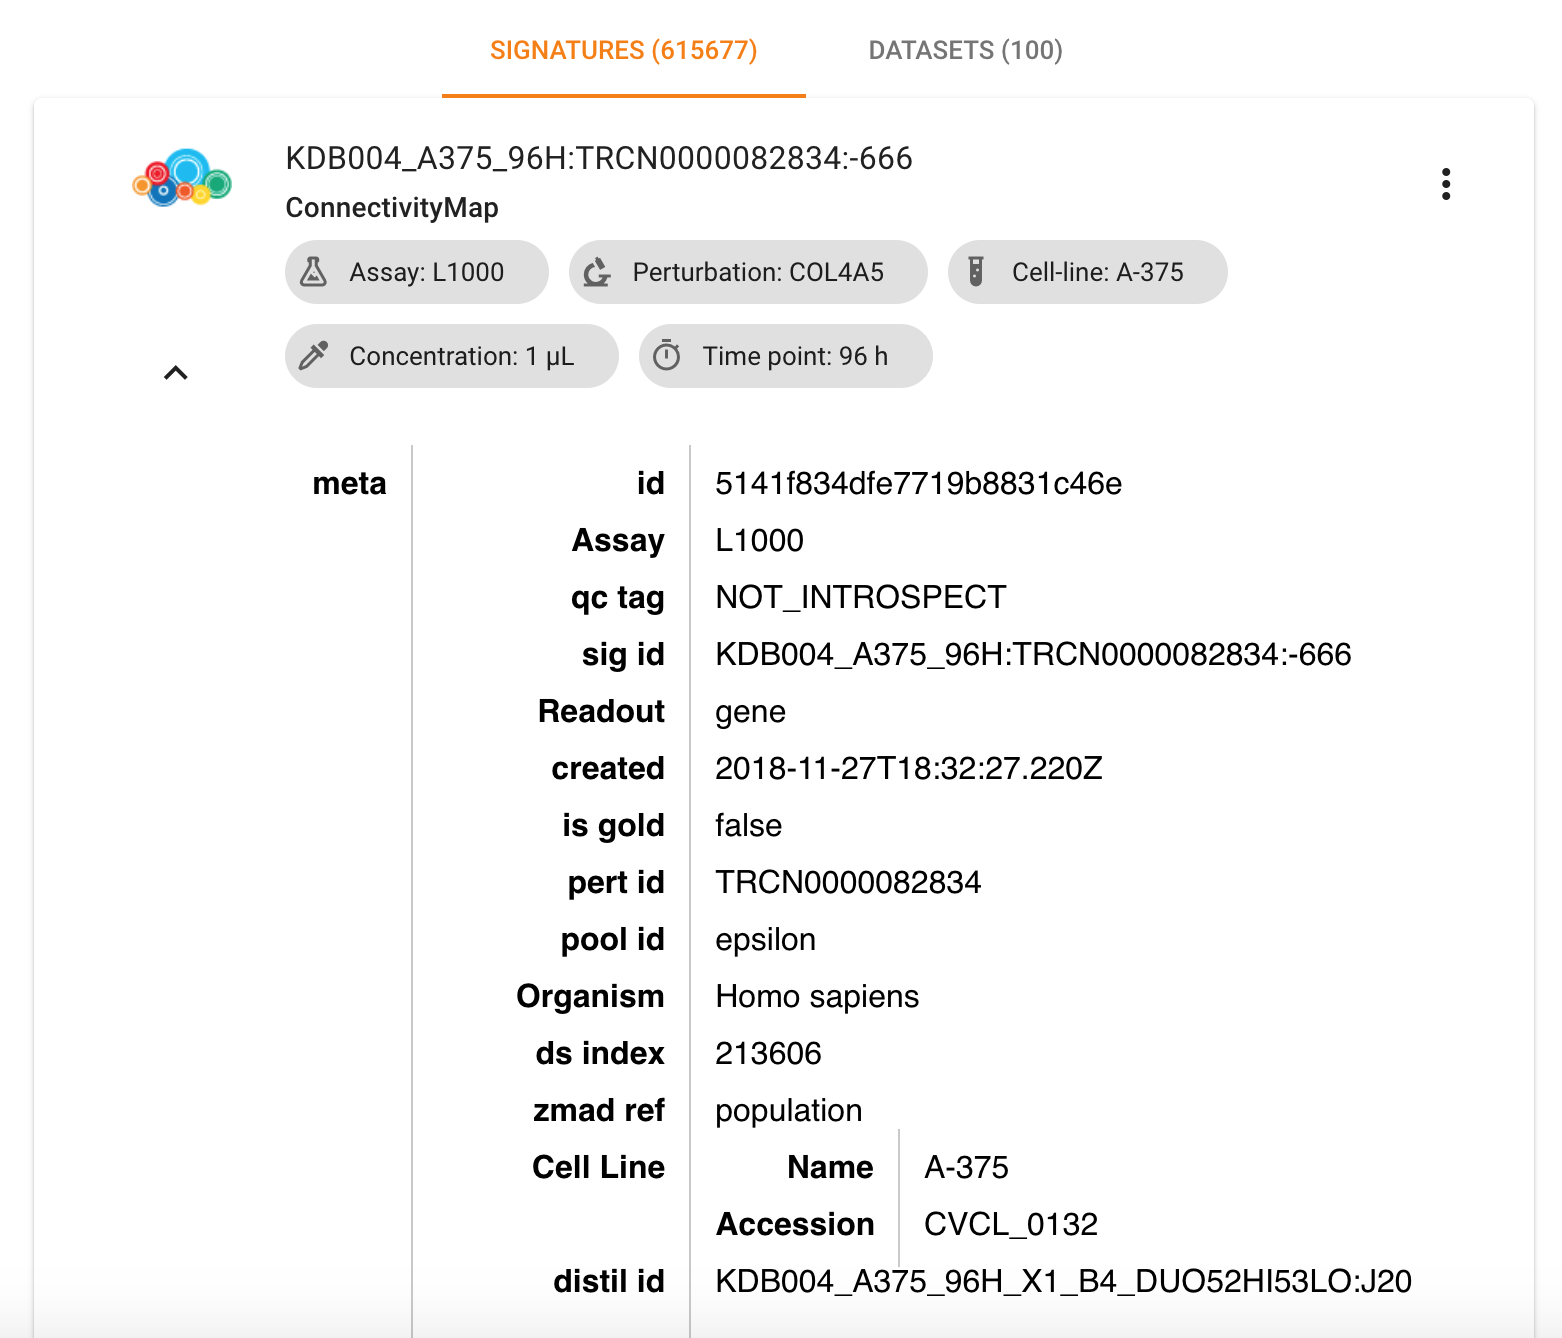 SIGNATURES (615677) DATASETS (100)
KDB004_A375_96H:TRCN0000082834:-666
ConnectivityMap
Assay: L1000 Perturbation: COL4A5 Cell-line: A-375
Concentration: 1 µL Time point: 96 h
meta id 5141f834dfe7719b8831c46e
Assay L1000
qc tag NOT_INTROSPECT
sig id KDB004_A375_96H:TRCN0000082834:-666
Readout gene
created 2018-11-27T18:32:27.220Z
is gold false
pert id TRCN0000082834
pool id epsilon
Organism Homo sapiens
ds index 213606
zmad ref population
Cell Line Name A-375
Accession CVCL_0132
distil id KDB004_A375_96H_X1_B4_DUO52HI53LO:J20